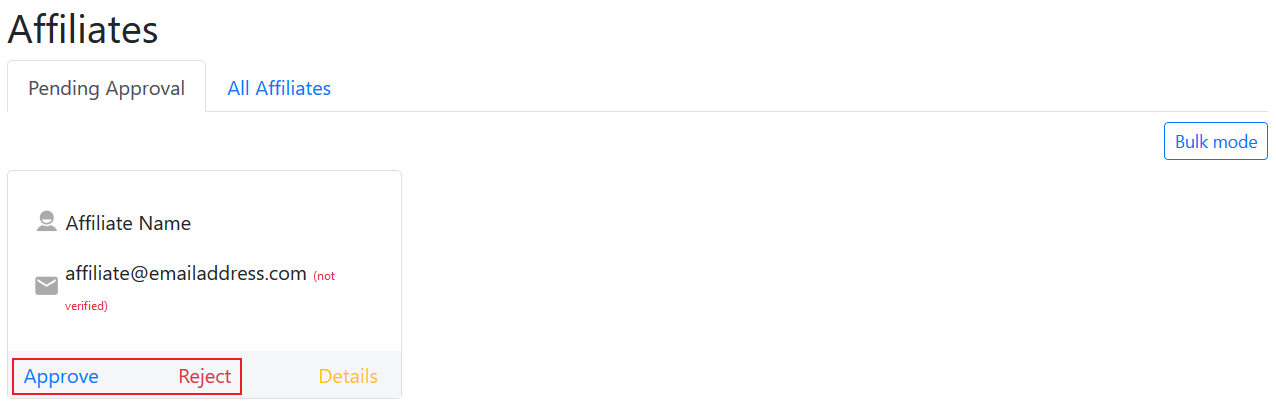 Affiliates
Pending Approval
All Affiliates
Bulk mode
Affiliate Name
affiliate@emailaddress.com (not
verified)
Approve
Reject
Details